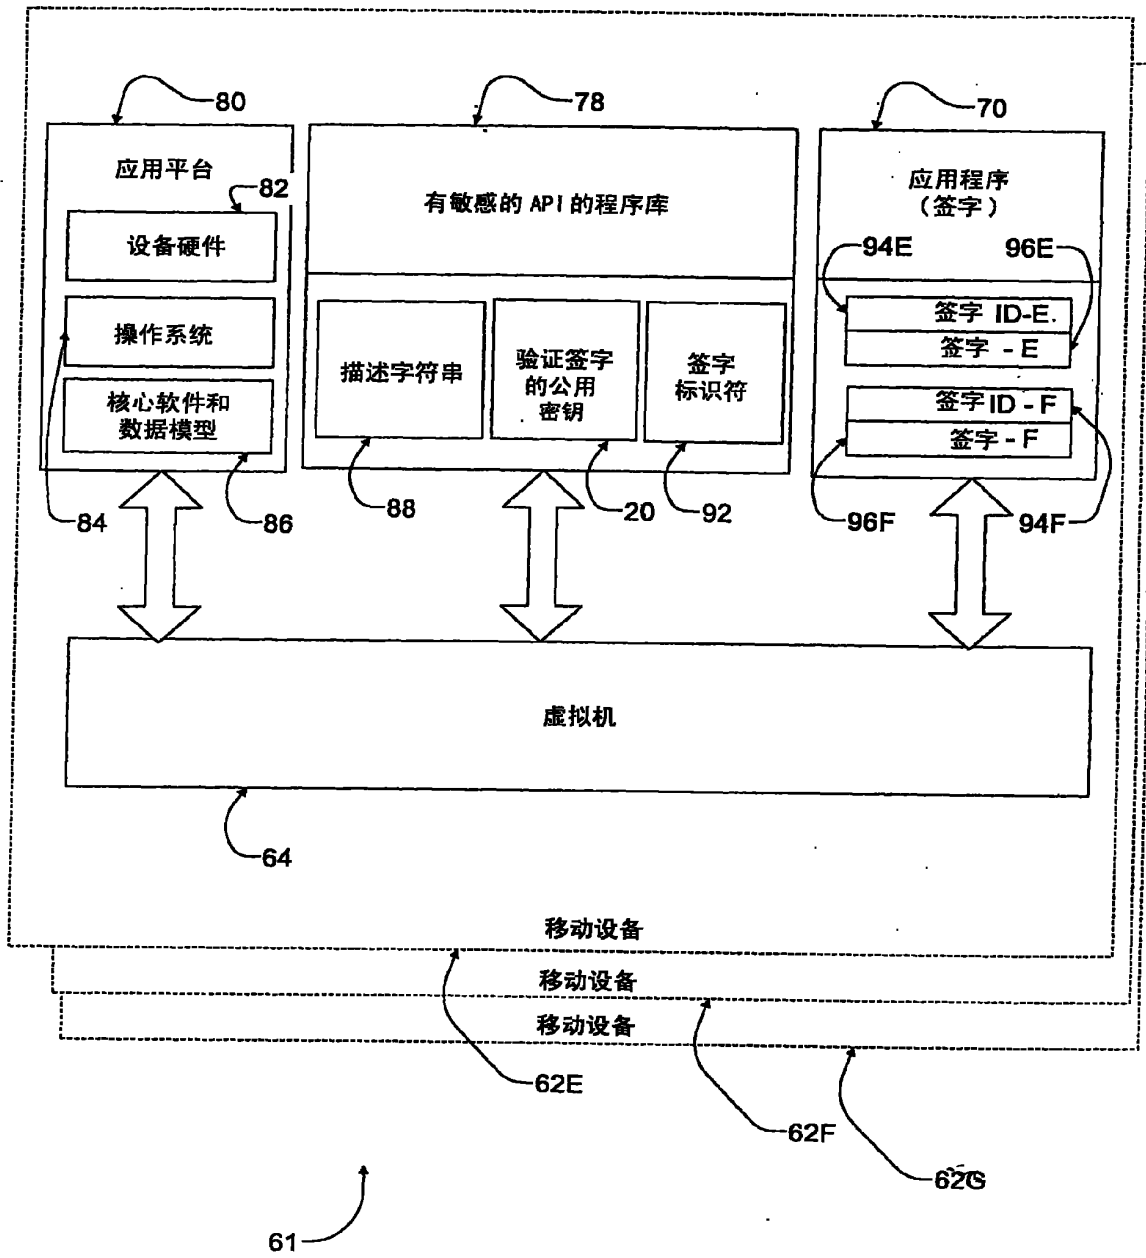 80
78
70
应用平台
82
设备硬件
操作系统
核心软件和
数据模型
84
86
有敏感的 API 的程序库
描述字符串
验证签字
的公用
密钥
签字
标识符
88
20
92
应用程序
(签字)
94E
96E
签字 ID-E.
签字 - E
签字 ID - F
签字 - F
96F
94F
虚拟机
64
移动设备
移动设备
移动设备
62E
62F
62G
61